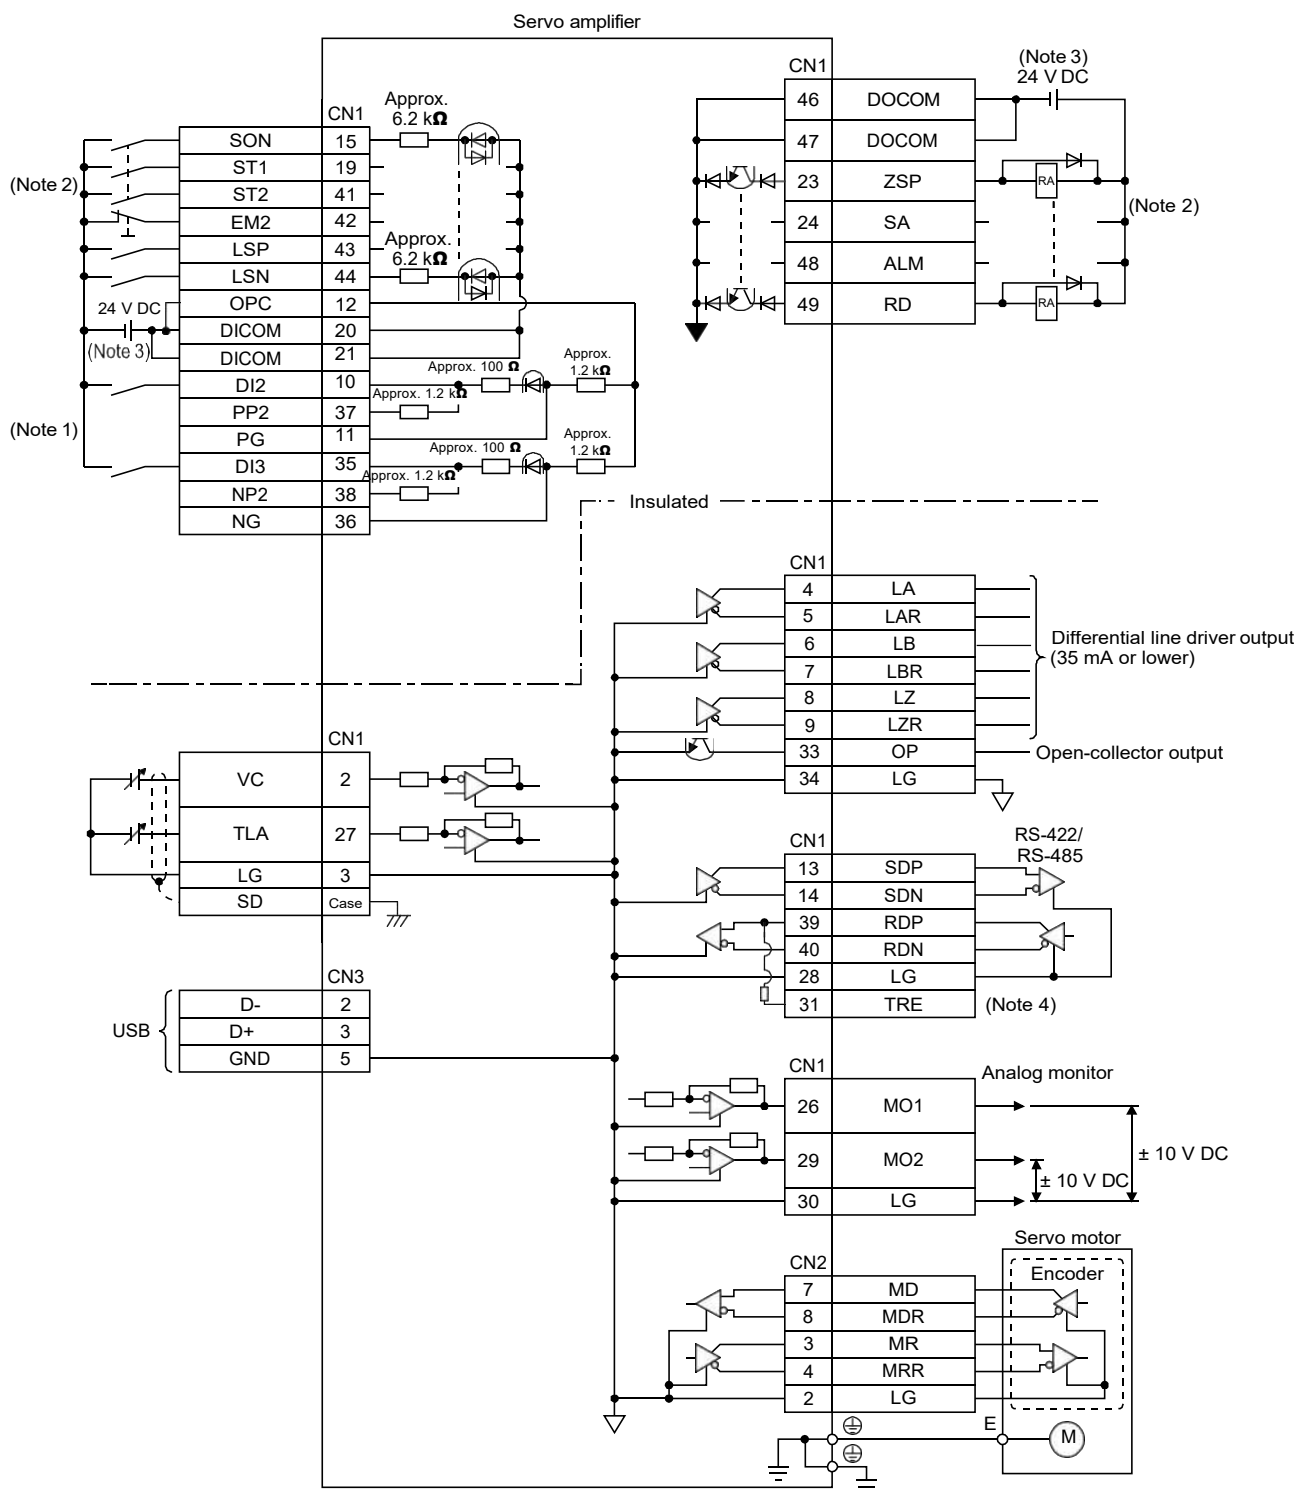 Servo amplifier
CN1
Approx.
6.2 kΩ
SON 15
ST1 19
(Note 2)
ST2 41
EM2 42
LSP 43
Approx.
6.2 kΩ
LSN 44
OPC 12
24 V DC
DICOM 20
(Note 3)
DICOM 21
DI2 10
Approx. 100 Ω
Approx.
1.2 kΩ
PP2 37
Approx. 1.2 kΩ
(Note 1)
PG 11
DI3 35
Approx. 100 Ω
Approx.
1.2 kΩ
NP2 38
Approx. 1.2 kΩ
NG 36
CN1
(Note 3)
24 V DC
46 DOCOM
47 DOCOM
23 ZSP
RA
(Note 2)
24 SA
48 ALM
49 RD
RA
Insulated
CN1
4 LA
5 LAR
6 LB
7 LBR
8 LZ
9 LZR
Differential line driver output
(35 mA or lower)
33 OP
Open-collector output
34 LG
CN1
VC 2
TLA 27
LG 3
SD Case
CN1
RS-422/
RS-485
13 SDP
14 SDN
39 RDP
40 RDN
28 LG
31 TRE
(Note 4)
CN3
USB
D- 2
D+ 3
GND 5
CN1
Analog monitor
26 MO1
29 MO2
30 LG
± 10 V DC
± 10 V DC
Servo motor
Encoder
CN2
7 MD
8 MDR
3 MR
4 MRR
2 LG
E
M